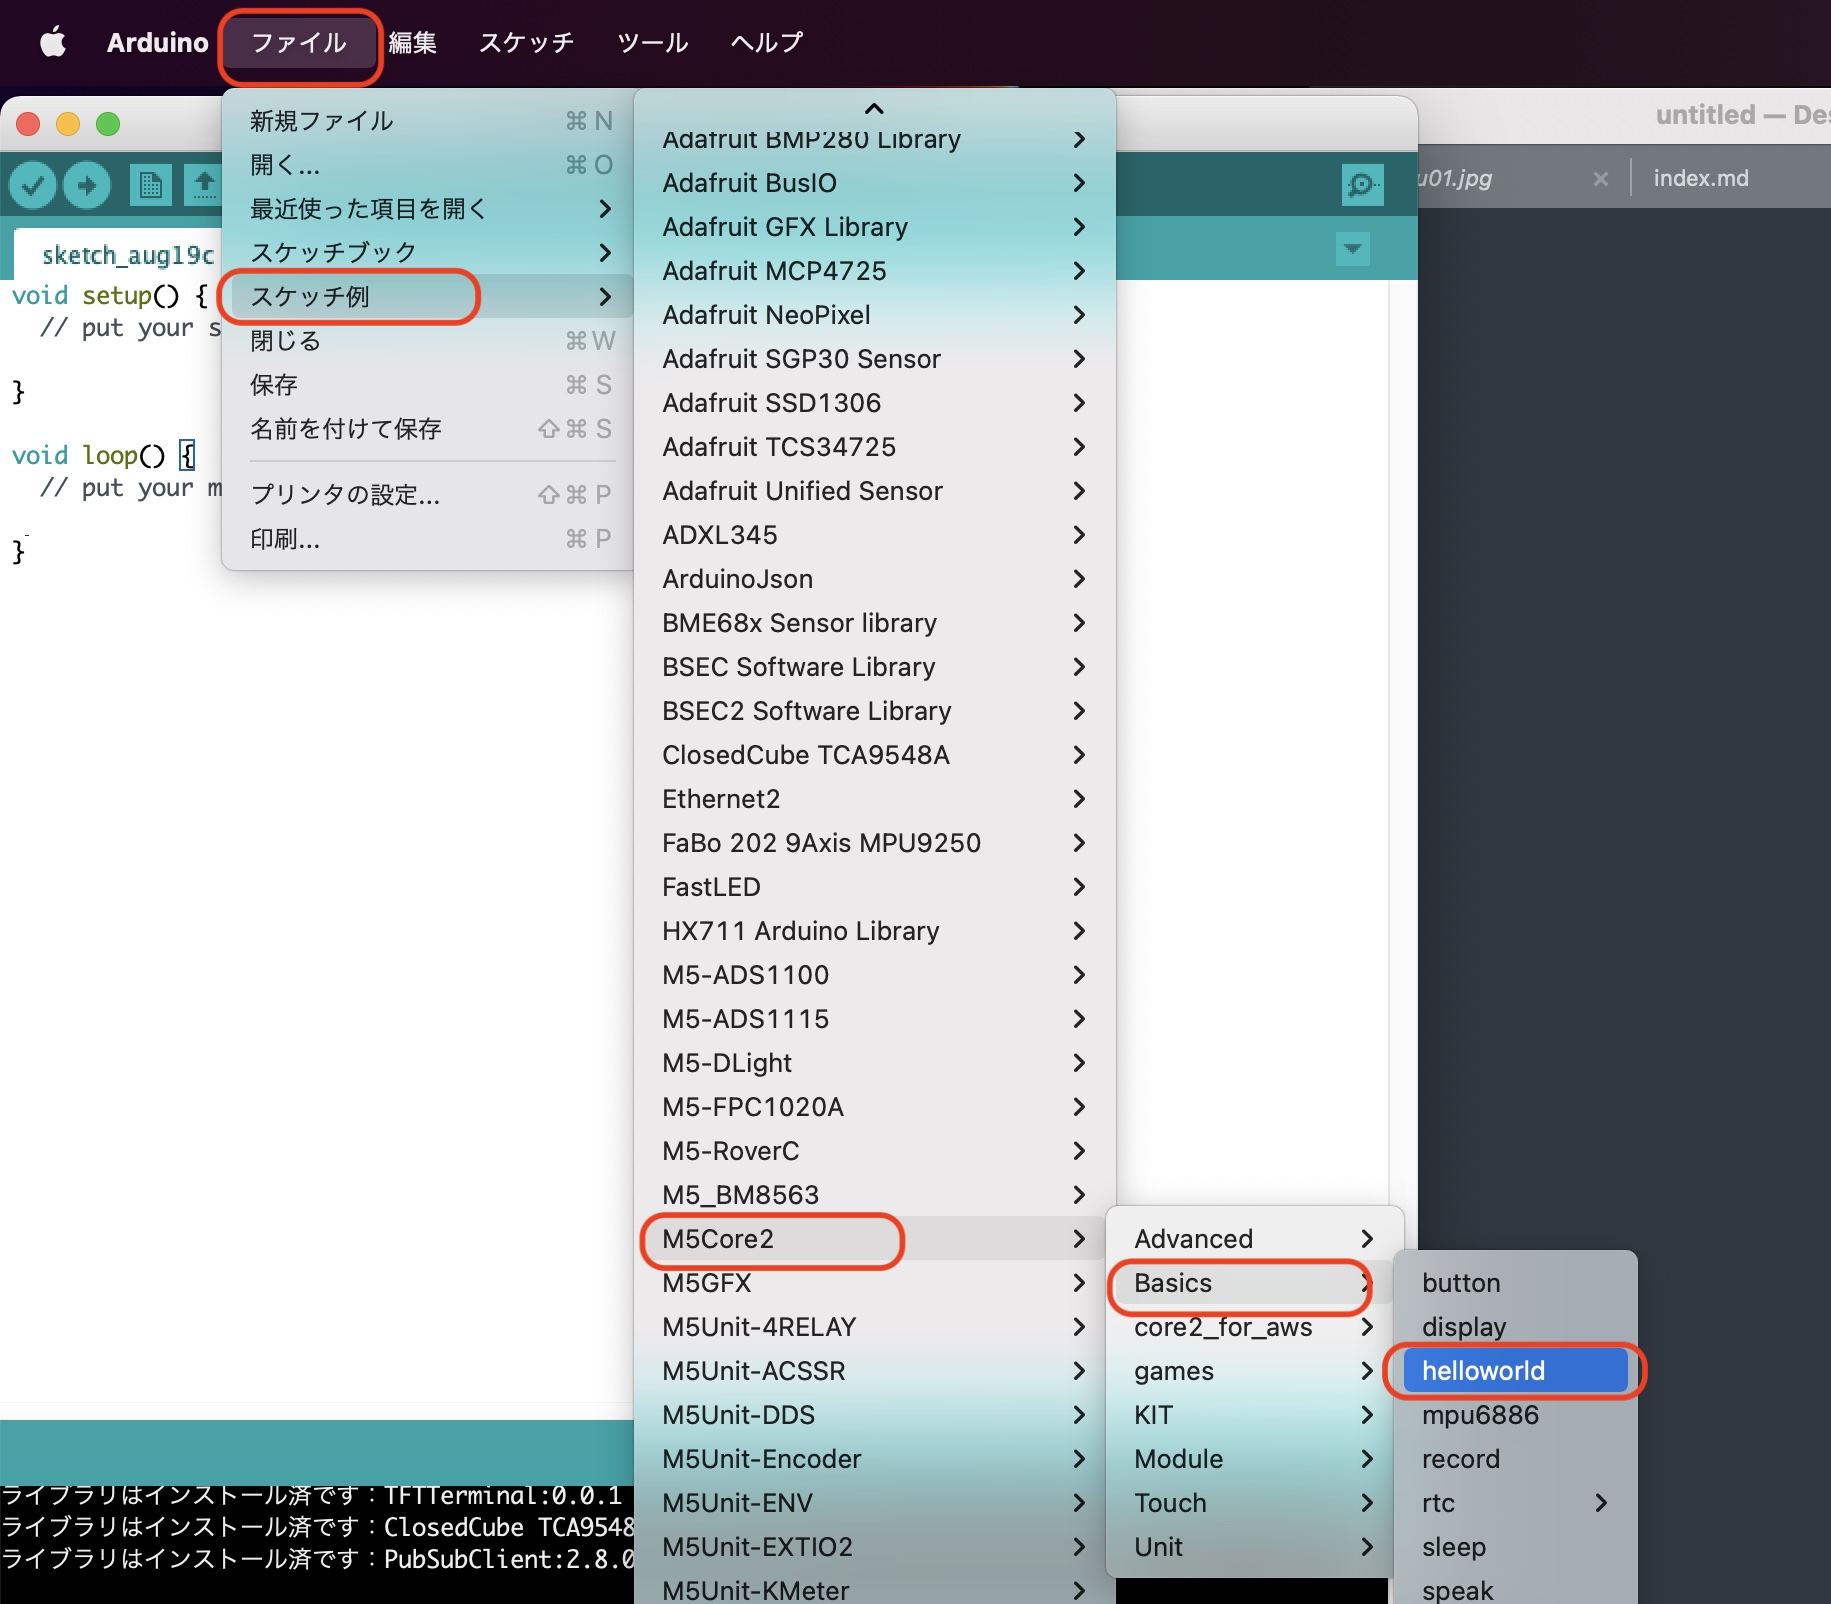 Arduino ファイル 編集 スケッチ ツール ヘルプ
untitled — Des
u01.jpg
index.md
sketch_aug19c
void setup() {
// put your s
}
void loop() {
// put your m
}
新規ファイル ⌘ N
開く... ⌘ O
最近使った項目を開く
スケッチブック
スケッチ例
閉じる ⌘ W
保存 ⌘ S
名前を付けて保存 ⇧⌘ S
プリンタの設定... ⇧⌘ P
印刷... ⌘ P
Adafruit BMP280 Library
Adafruit BusIO
Adafruit GFX Library
Adafruit MCP4725
Adafruit NeoPixel
Adafruit SGP30 Sensor
Adafruit SSD1306
Adafruit TCS34725
Adafruit Unified Sensor
ADXL345
ArduinoJson
BME68x Sensor library
BSEC Software Library
BSEC2 Software Library
ClosedCube TCA9548A
Ethernet2
FaBo 202 9Axis MPU9250
FastLED
HX711 Arduino Library
M5-ADS1100
M5-ADS1115
M5-DLight
M5-FPC1020A
M5-RoverC
M5_BM8563
M5Core2
M5GFX
M5Unit-4RELAY
M5Unit-ACSSR
M5Unit-DDS
M5Unit-Encoder
M5Unit-ENV
M5Unit-EXTIO2
M5Unit-KMeter
Advanced
Basics
core2_for_aws
games
KIT
Module
Touch
Unit
button
display
helloworld
mpu6886
record
rtc
sleep
speak
ライブラリはインストール済です：TFTTerminal:0.0.1
ライブラリはインストール済です：ClosedCube TCA9548
ライブラリはインストール済です：PubSubClient:2.8.0